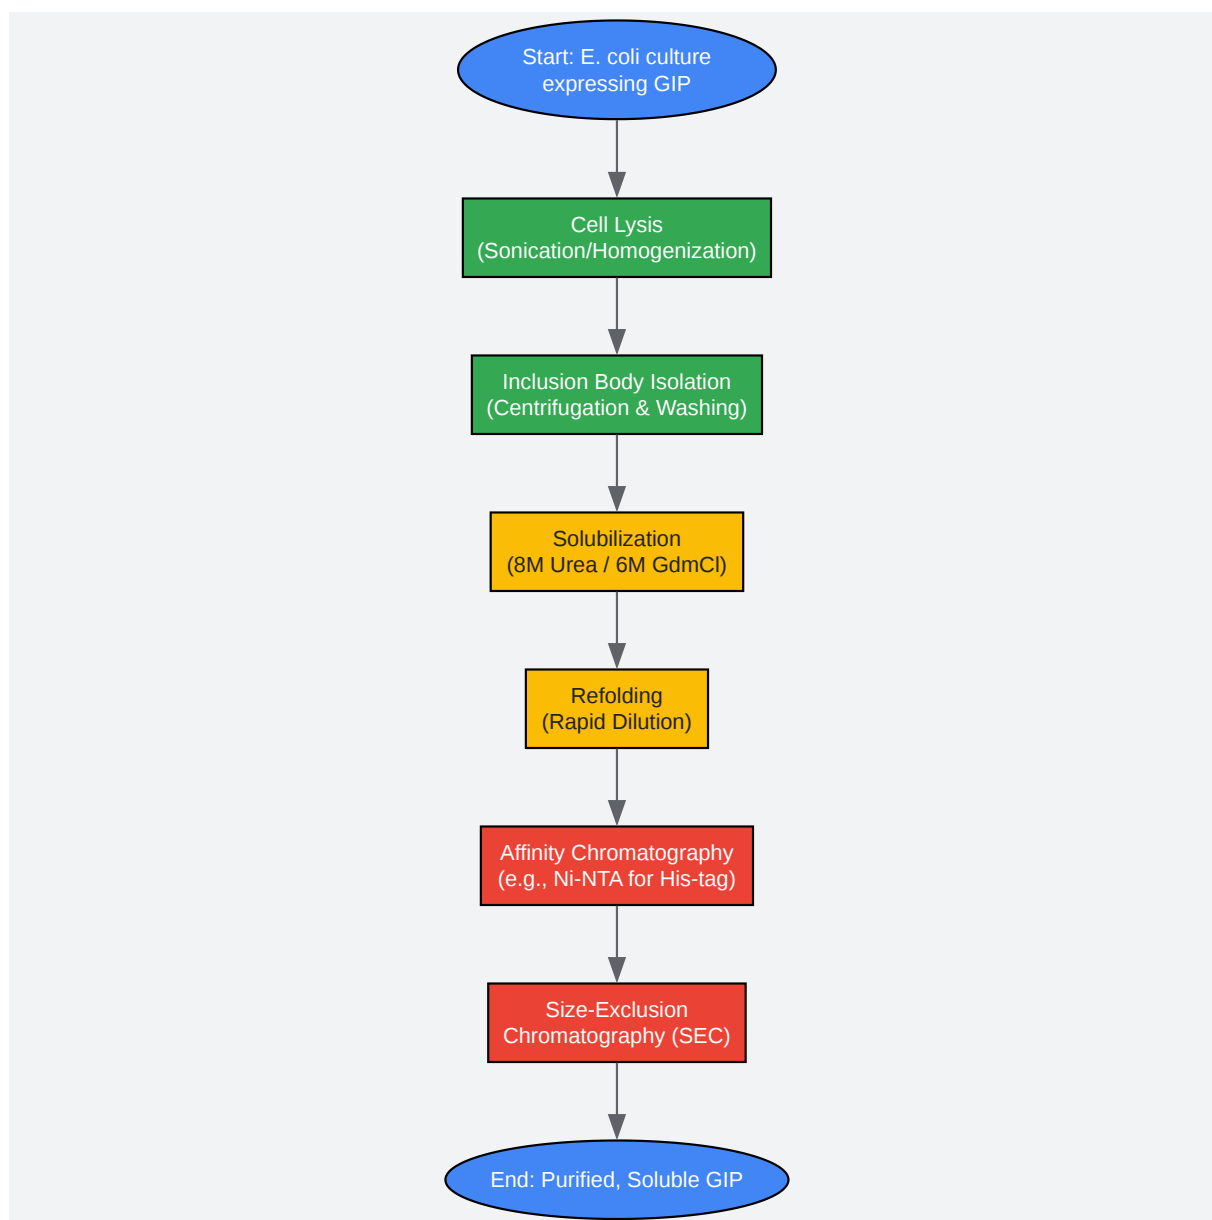 Start: E. coli culture
expressing GIP
Cell Lysis
(Sonication/Homogenization)
Inclusion Body Isolation
(Centrifugation & Washing)
Solubilization
(8M Urea / 6M GdmCl)
Refolding
(Rapid Dilution)
Affinity Chromatography
(e.g., Ni-NTA for His-tag)
Size-Exclusion
Chromatography (SEC)
End: Purified, Soluble GIP